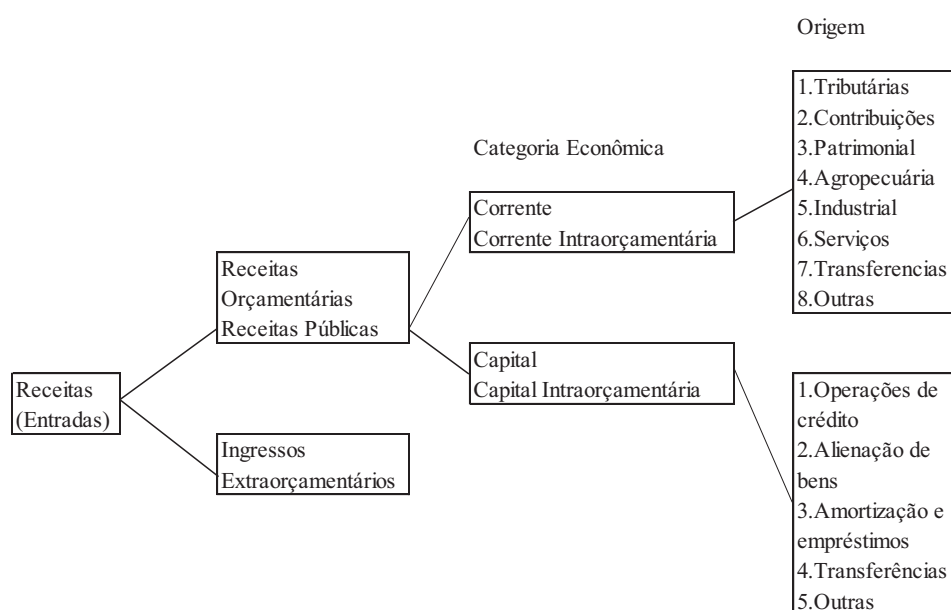 Origem
1.Tributárias
2.Contribuições
3.Patrimonial
4.Agropecuária
5.Industrial
6.Serviços
7.Transferencias
8.Outras
Categoria Econômica
Corrente
Corrente Intraorçamentária
Receitas
Orçamentárias
Receitas Públicas
Capital
Capital Intraorçamentária
Receitas
(Entradas)
Ingressos
Extraorçamentários
1.Operações de
crédito
2.Alienação de
bens
3.Amortização e
empréstimos
4.Transferências
5.Outras